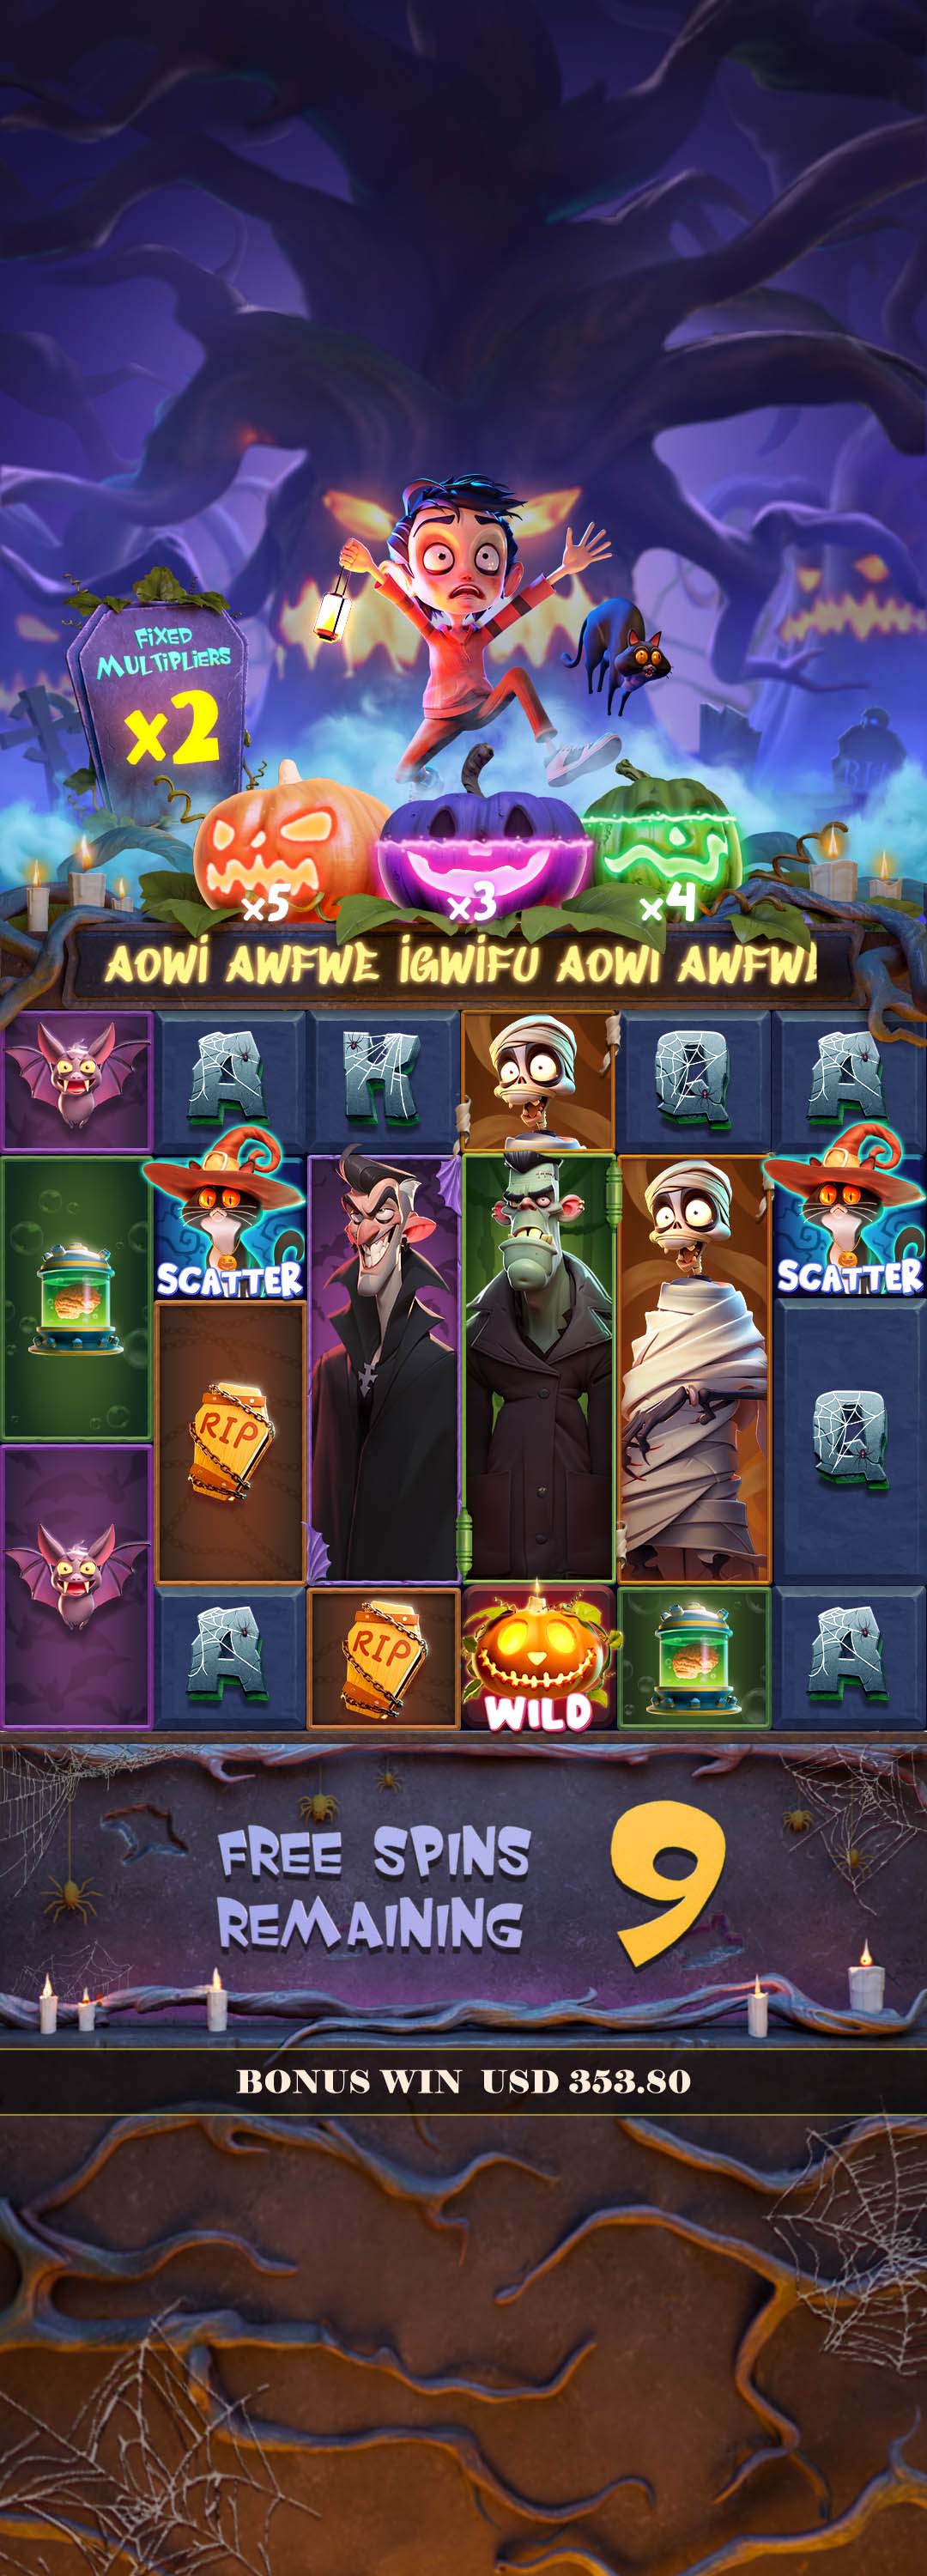 FiXED
MULTiPLiERS
x2
x5 x3 x4
AOWi AWFWE iGWiFU AOWi AWFW
A K Q A
SCATTER SCATTER
RIP
Q
A RIP A
WILD
FREE SPINS
REMAINING
9
BONUS WIN USD 353.80